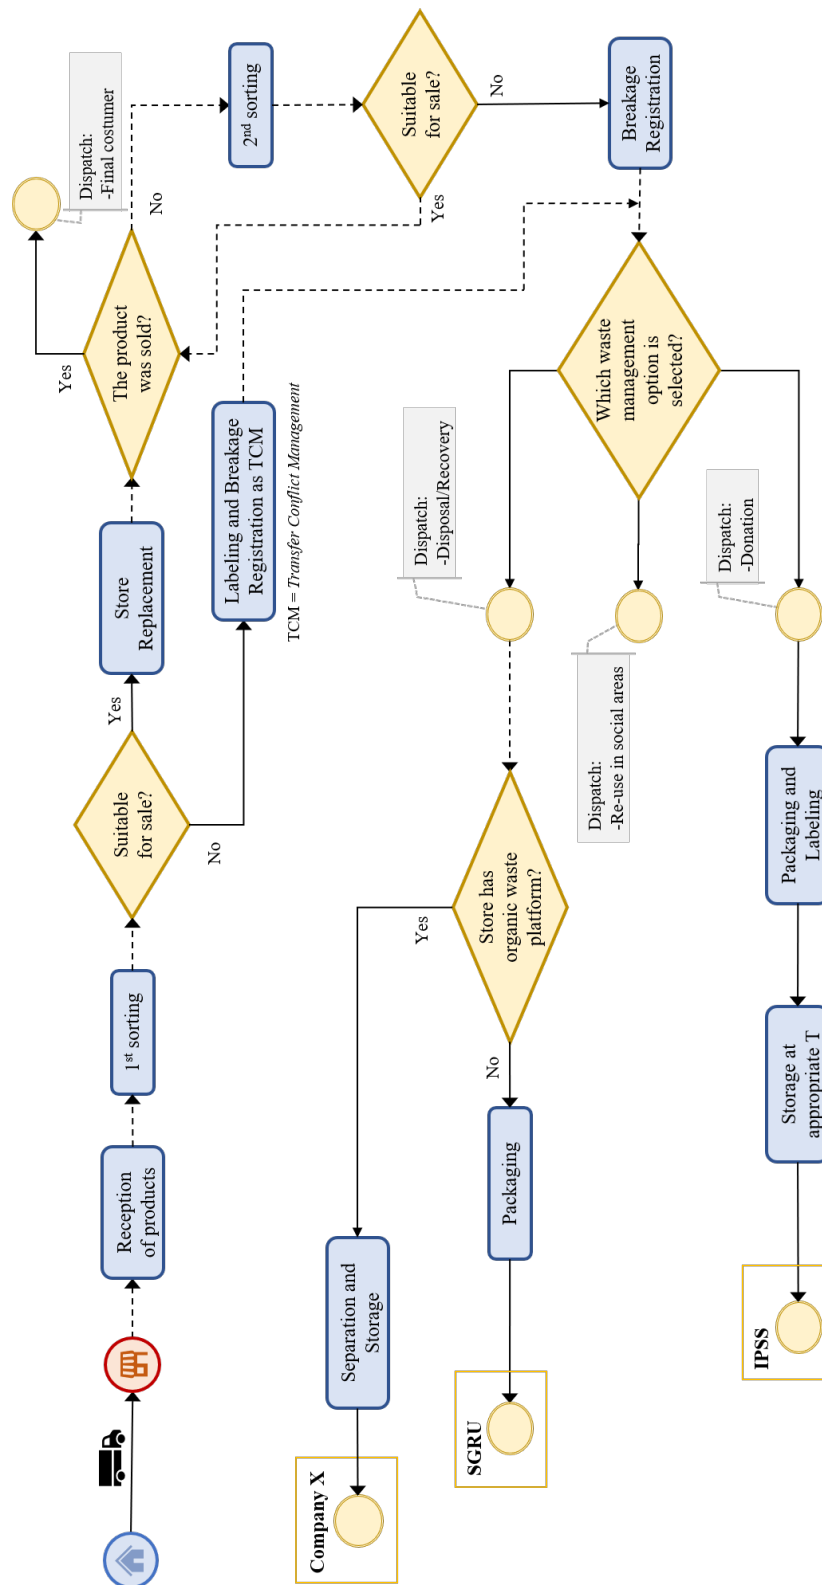 Reception
of products
1st sorting
Suitable
for sale?
Yes
No
Store
Replacement
Labeling and Breakage
Registration as TCM
TCM = Transfer Conflict Management
The product
was sold?
Yes
No
Dispatch:
-Final costumer
2nd sorting
Suitable
for sale?
Yes
No
Breakage
Registration
Which waste
management
option is
selected?
Dispatch:
-Disposal/Recovery
Dispatch:
-Re-use in social areas
Dispatch:
-Donation
Store has
organic waste
platform?
Yes
No
Separation and
Storage
Company X
Packaging
SGRU
Packaging and
Labeling
Storage at
appropriate T
IPSS